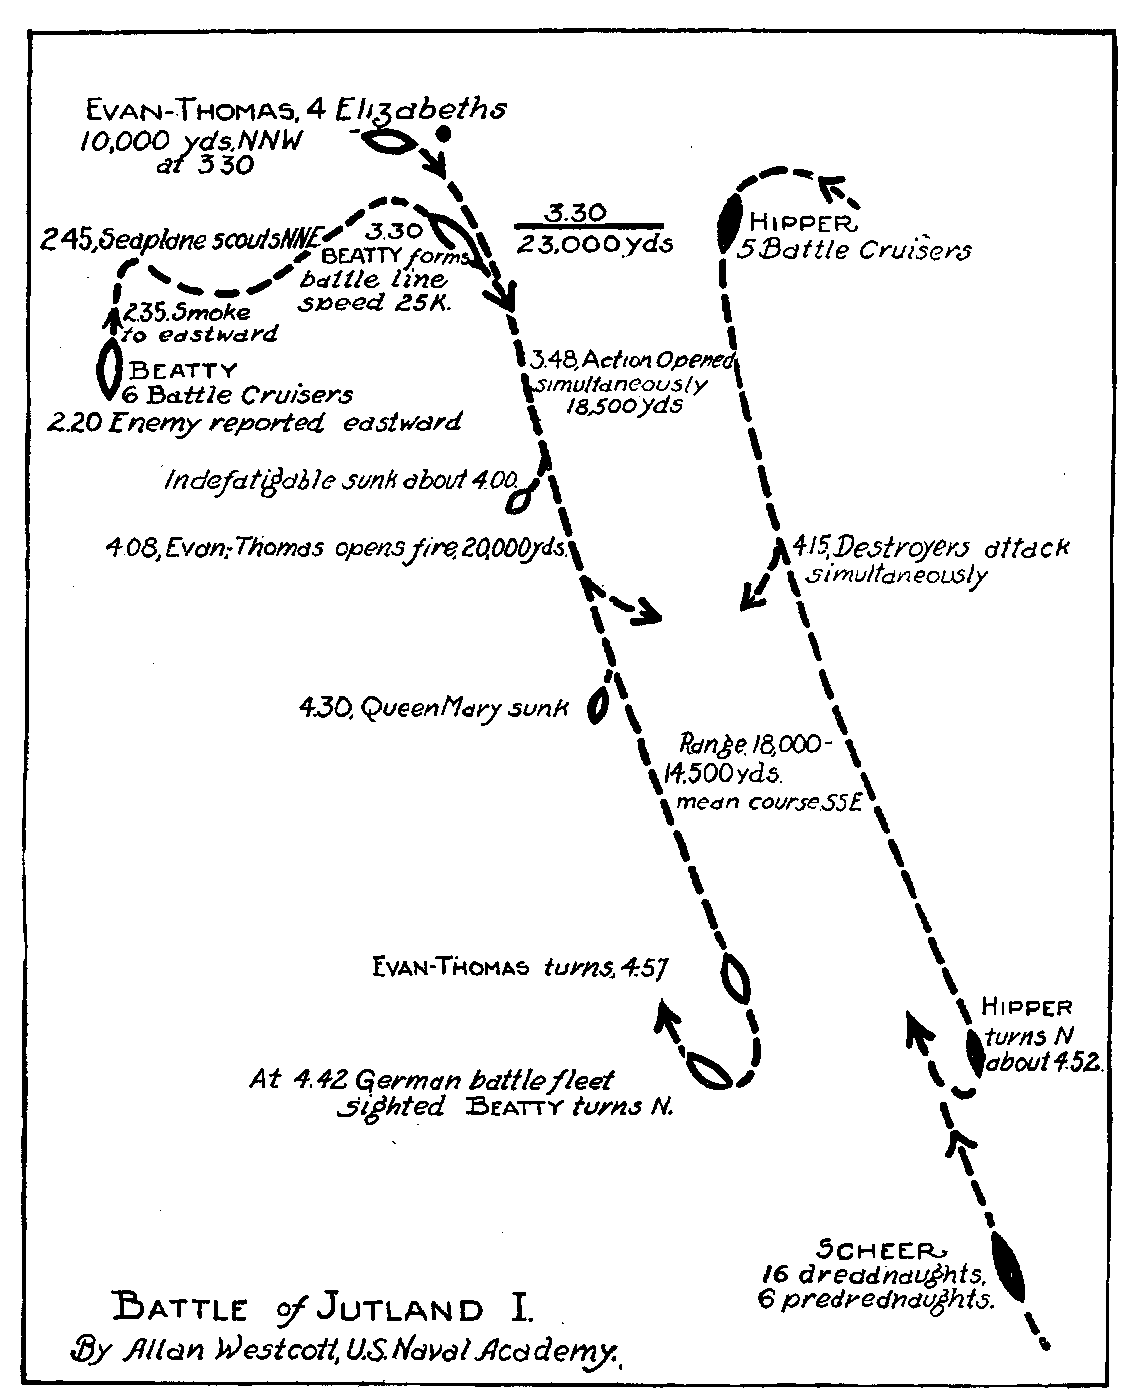 EVAN-THOMAS, 4 Elizabeths
10,000 yds, NNW
at 330
245, Seaplane scouts NNE
3.30
BEATTY forms
battle line
speed 25K.
3.30
23,000 yds
HIPPER
5 Battle Cruisers
2.35. Smoke
to eastward
BEATTY
6 Battle Cruisers
2.20 Enemy reported eastward
3.48, Action Opened
simultaneously
18,500 yds
Indefatigable sunk about 4.00.
4.08, Evan-Thomas opens fire, 20,000 yds,
4.15, Destroyers attack
simultaneously
4.30, Queen Mary sunk
Range, 18,000-
14,500 yds.
mean course SSE
EVAN-THOMAS turns, 4.57
HIPPER
turns N
about 4.52.
At 4.42 German battle fleet
sighted BEATTY turns N.
SCHEER,
16 dreadnaughts,
6 predrednaughts.
BATTLE of JUTLAND I.
By Allan Westcott, U.S. Naval Academy.